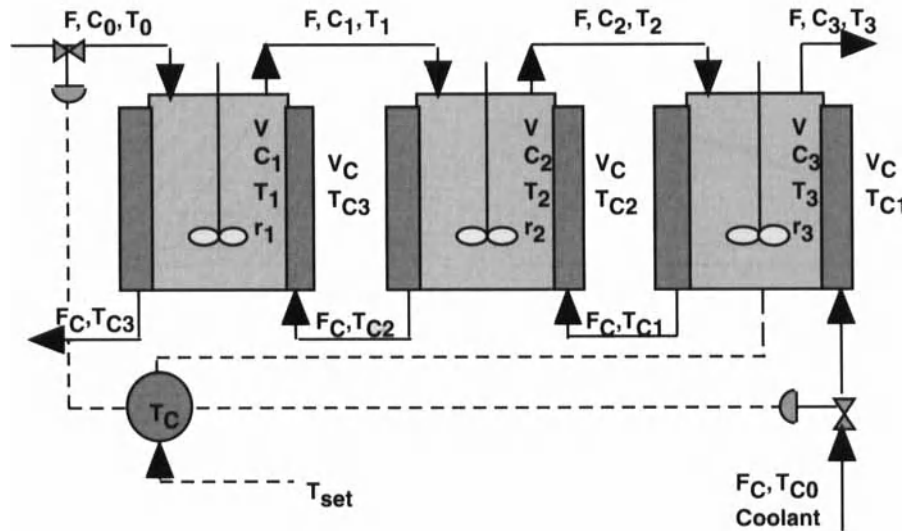 F, C0, T0
F, C1, T1
F, C2, T2
F, C3, T3
V
C1
T1
r1
VC
TC3
V
C2
T2
r2
VC
TC2
V
C3
T3
r3
VC
TC1
FC, TC3
FC, TC2
FC, TC1
TC
Tset
FC, TC0
Coolant